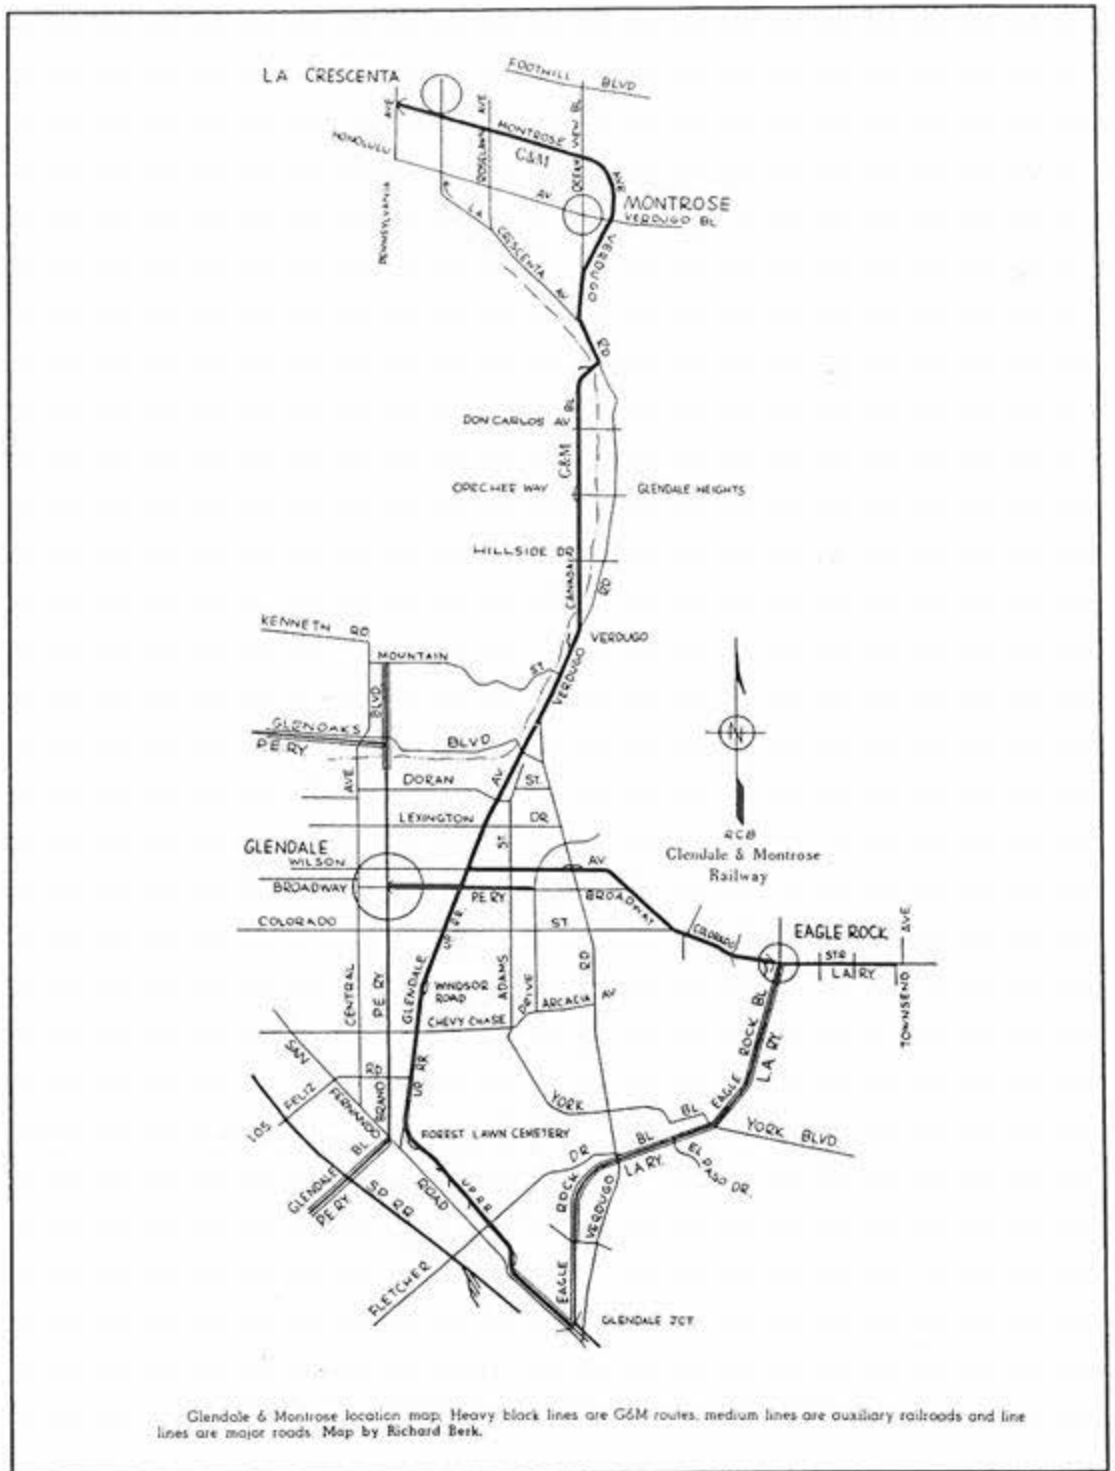 LA CRESCENTA
FOOTHILL BLVD
AVE
ROSELAWN AVE
OCEAN VIEW BL
MONTROSE AVE
G&M
HONOLULU AV
PENNSYLVANIA
MONTROSE
VERDUGO BL
LA CRESCENTA AV
VERDUGO RD
DON CARLOS AV
BL
G&M
OPECHEE WAY
GLENDALE HEIGHTS
HILLSIDE DR
CANADA
RD
VERDUGO
KENNETH RD
MOUNTAIN ST
VERDUGO
BLVD
GLENOAKS
PE RY
BLVD
AVE
DORAN ST.
AV
LEXINGTON DR
N
RCB
Glendale & Montrose
Railway
GLENDALE
WILSON AV
ST
BROADWAY
PE RY
BROADWAY
COLORADO ST
COLORADO
EAGLE ROCK
AVE
STR
LA RY
TOWNSEND
UP RR
CENTRAL
PE RY
GLENDALE
WINDSOR
ROAD
ADAMS
DRIVE
RD
ARCACIA AV
CHEVY CHASE
EAGLE ROCK BL
LA RY.
SAN FERNANDO ROAD
LOS FELIZ RD
BRAND
UP RR
YORK BL
YORK BLVD.
FOREST LAWN CEMETERY
DR
BL
LA RY.
EL PASO DR.
GLENDALE BL
PE RY
SP RR
UP RR
ROCK
VERDUGO
FLETCHER
EAGLE
GLENDALE JCT
Glendale & Montrose location map. Heavy black lines are G&M routes, medium lines are auxiliary railroads and line
lines are major roads. Map by Richard Berk.